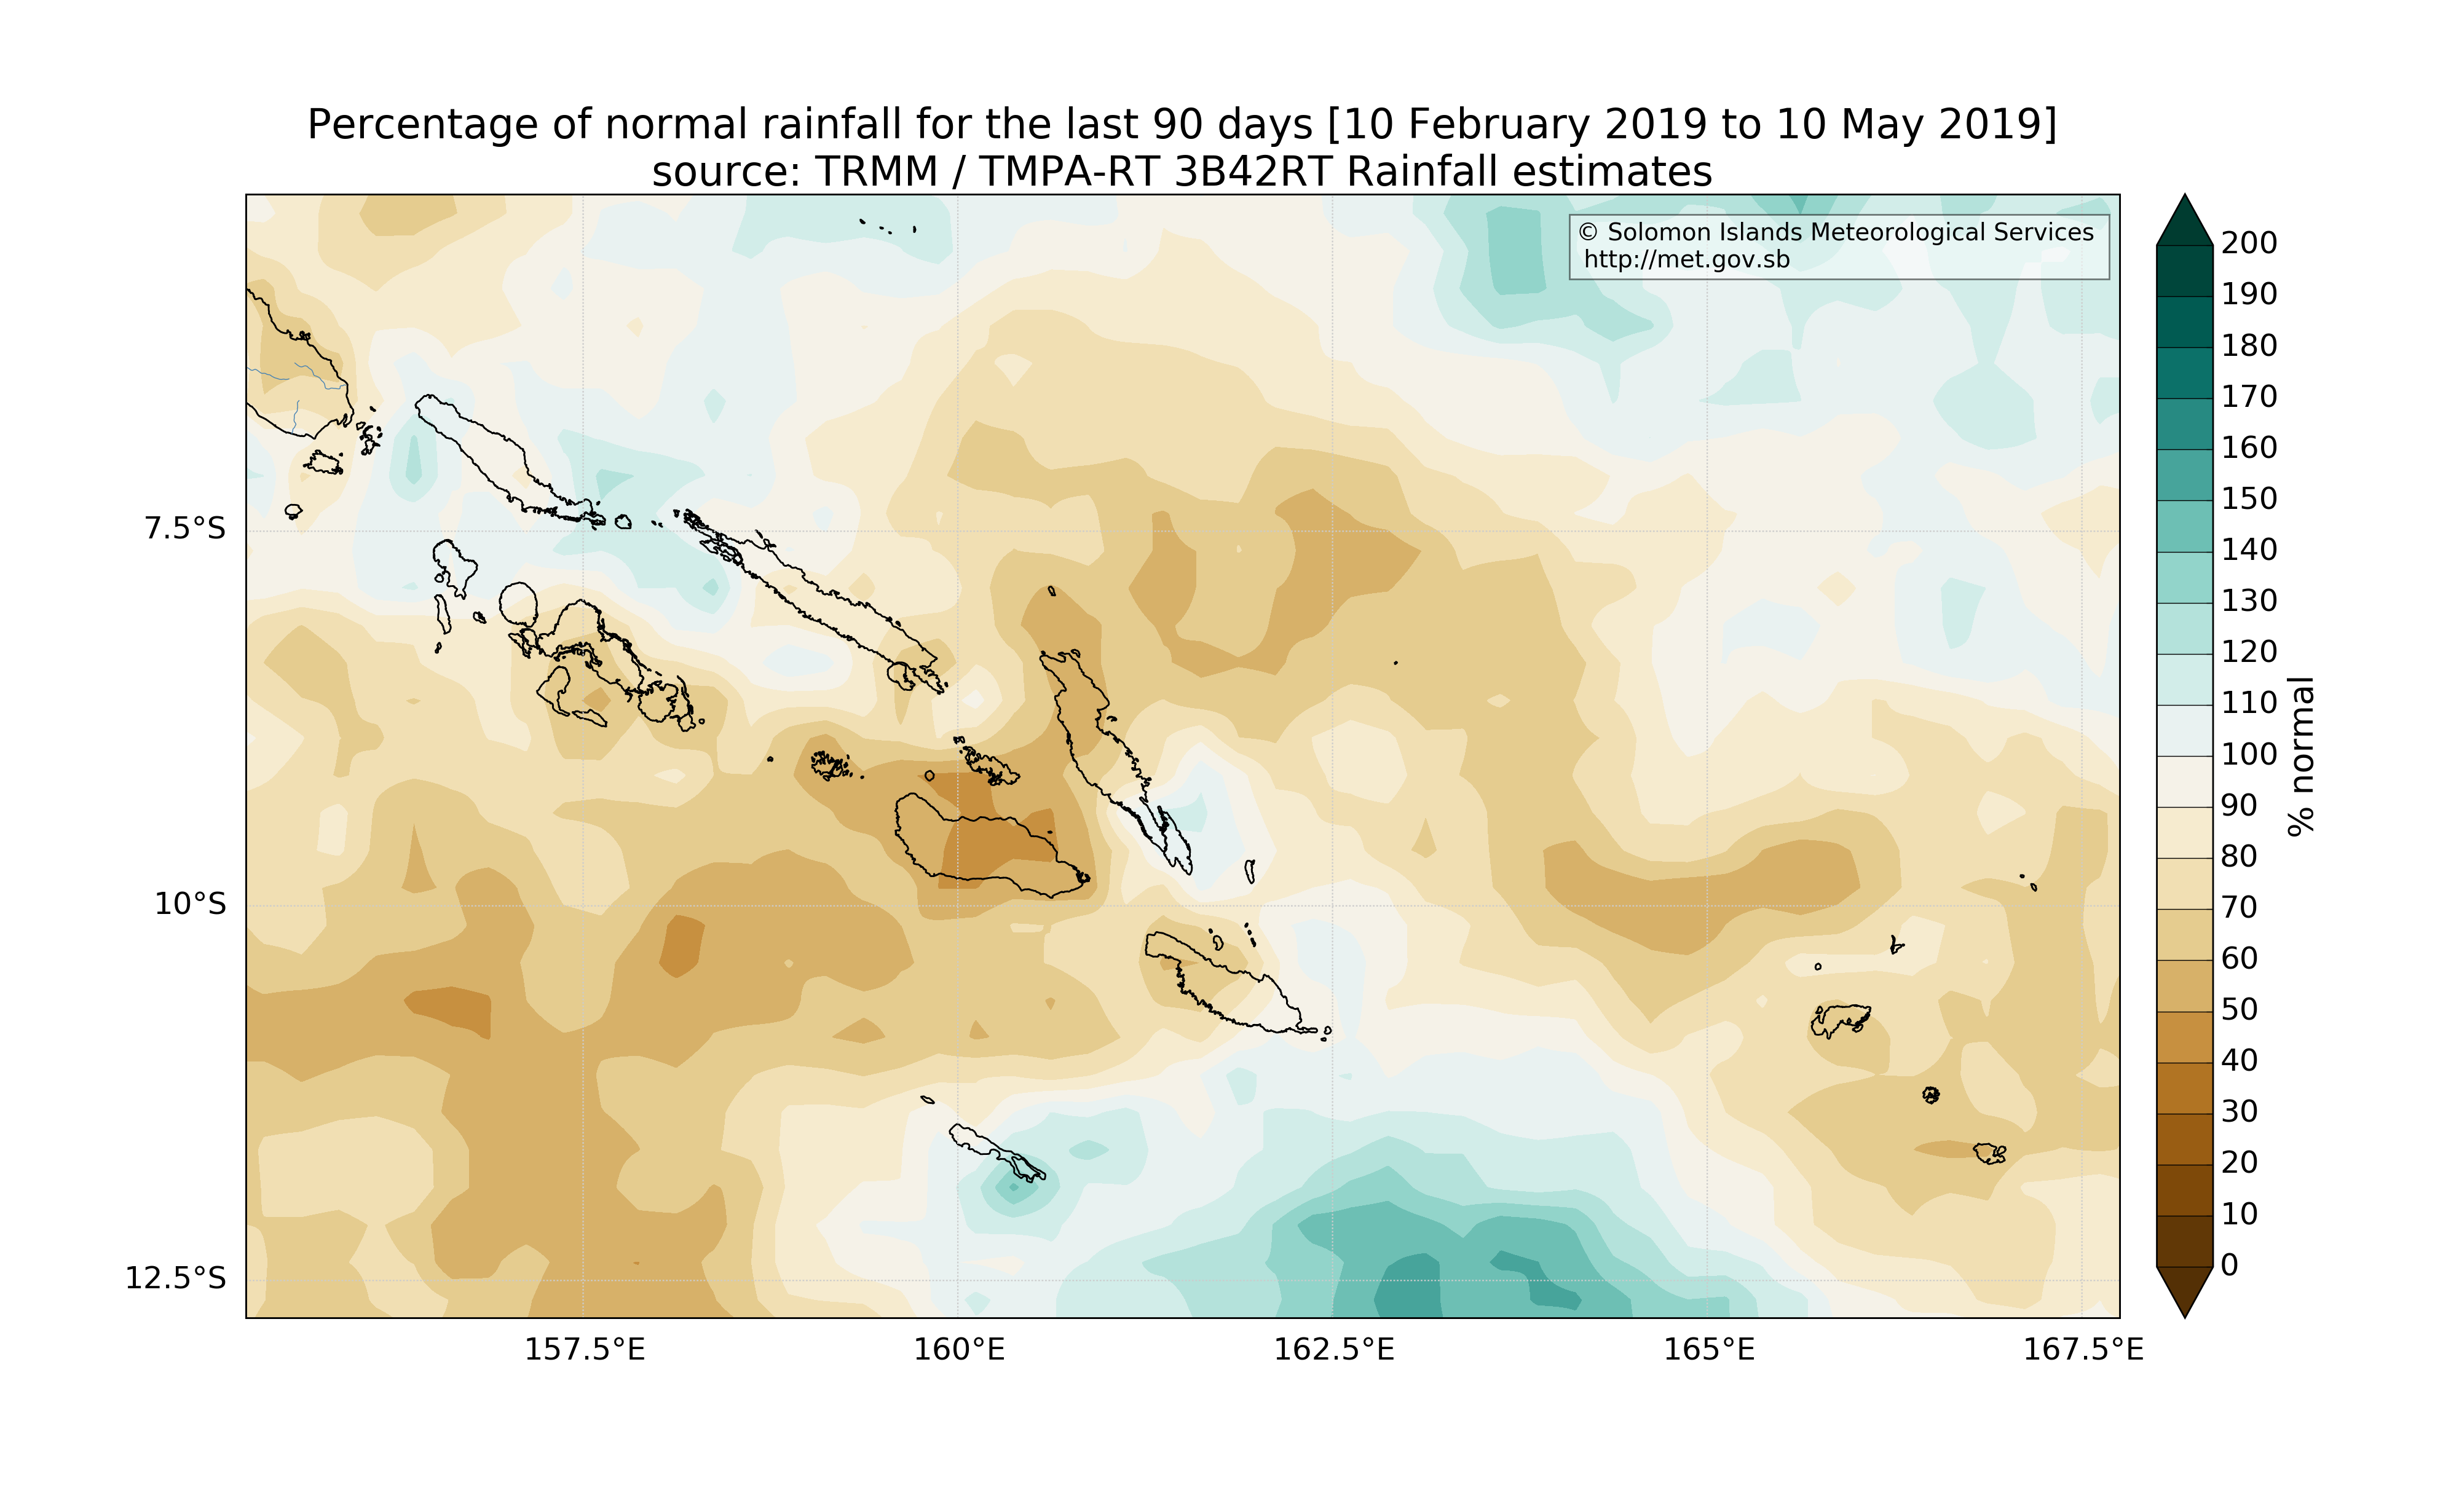 Percentage of normal rainfall for the last 90 days [10 February 2019 to 10 May 2019]
source: TRMM / TMPA-RT 3B42RT Rainfall estimates
© Solomon Islands Meteorological Services
http://met.gov.sb
7.5°S
10°S
12.5°S
157.5°E
160°E
162.5°E
165°E
167.5°E
200
190
180
170
160
150
140
130
120
110
100
90
80
70
60
50
40
30
20
10
0
% normal